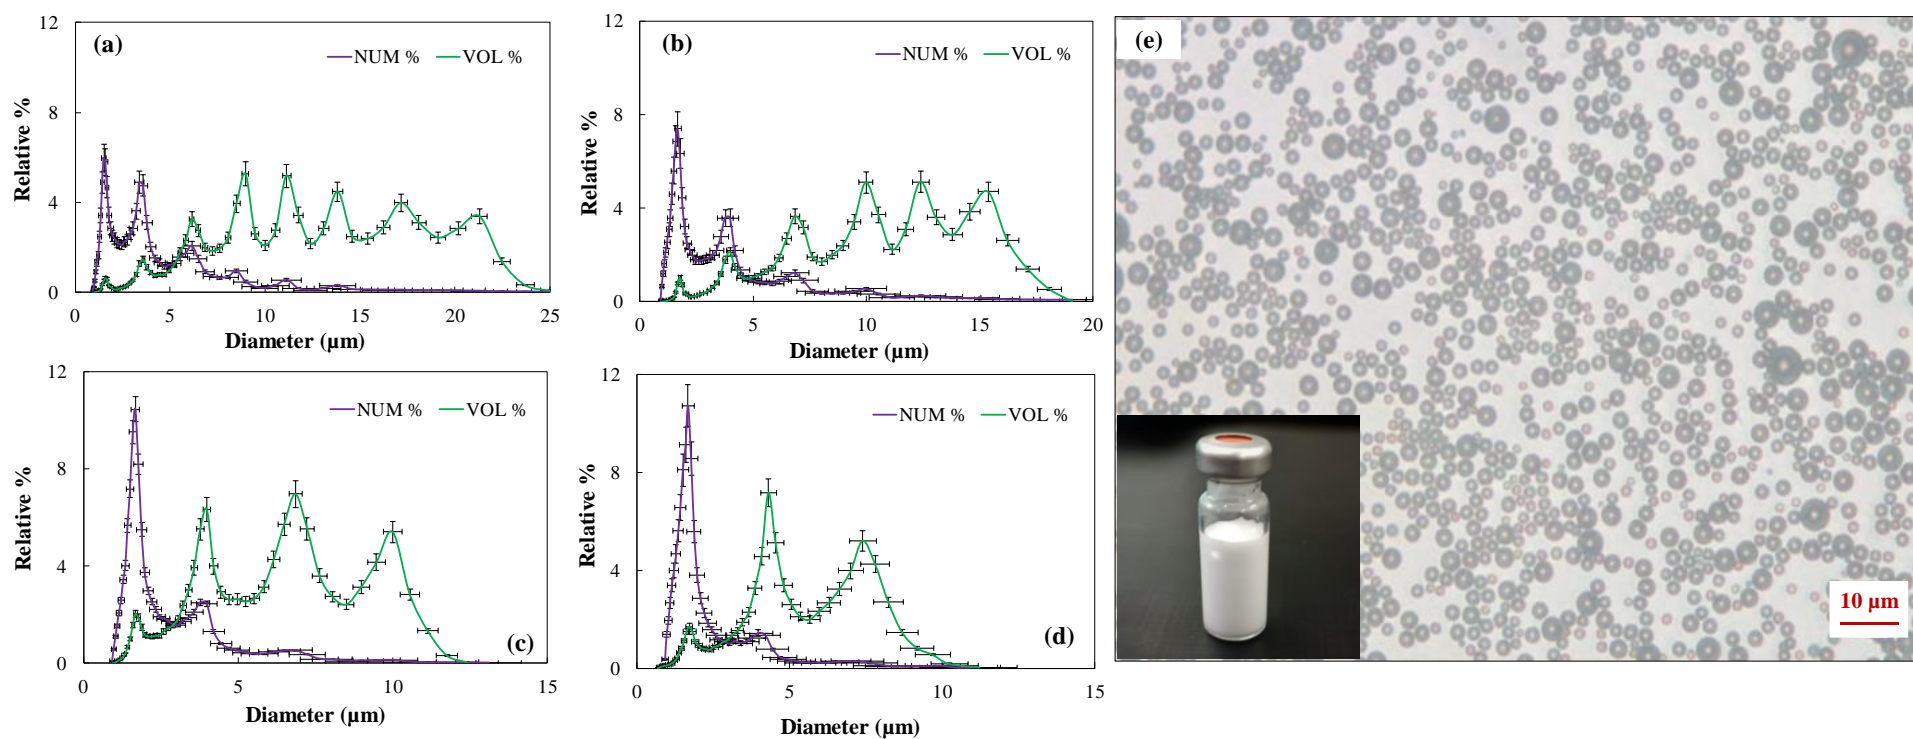 (a)
NUM % VOL %
Relative %
12
8
4
0
0 5 10 15 20 25
Diameter (µm)
(b)
NUM % VOL %
Relative %
12
8
4
0
0 5 10 15 20
Diameter (µm)
(c)
NUM % VOL %
Relative %
12
8
4
0
0 5 10 15
Diameter (µm)
(d)
NUM % VOL %
Relative %
12
8
4
0
0 5 10 15
Diameter (µm)
(e)
10 µm